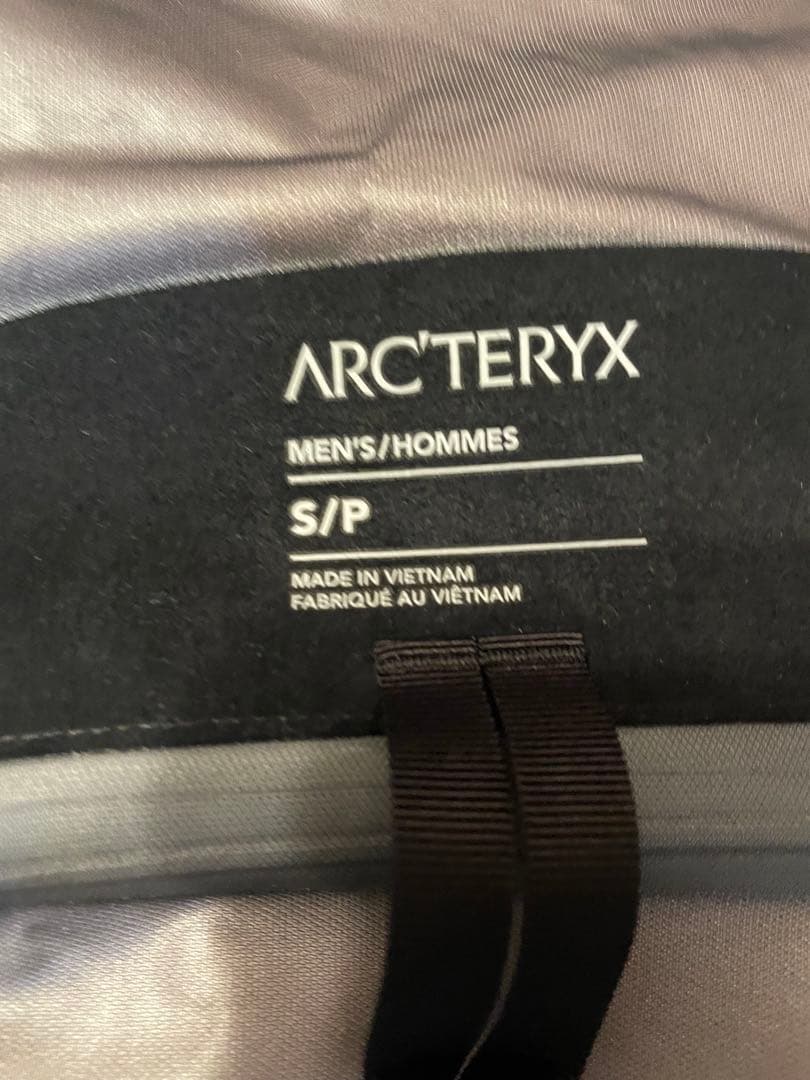 ARC'TERYX
MEN'S/HOMMES
S/P
MADE IN VIETNAM
FABRIQUÉ AU VIÊTNAM